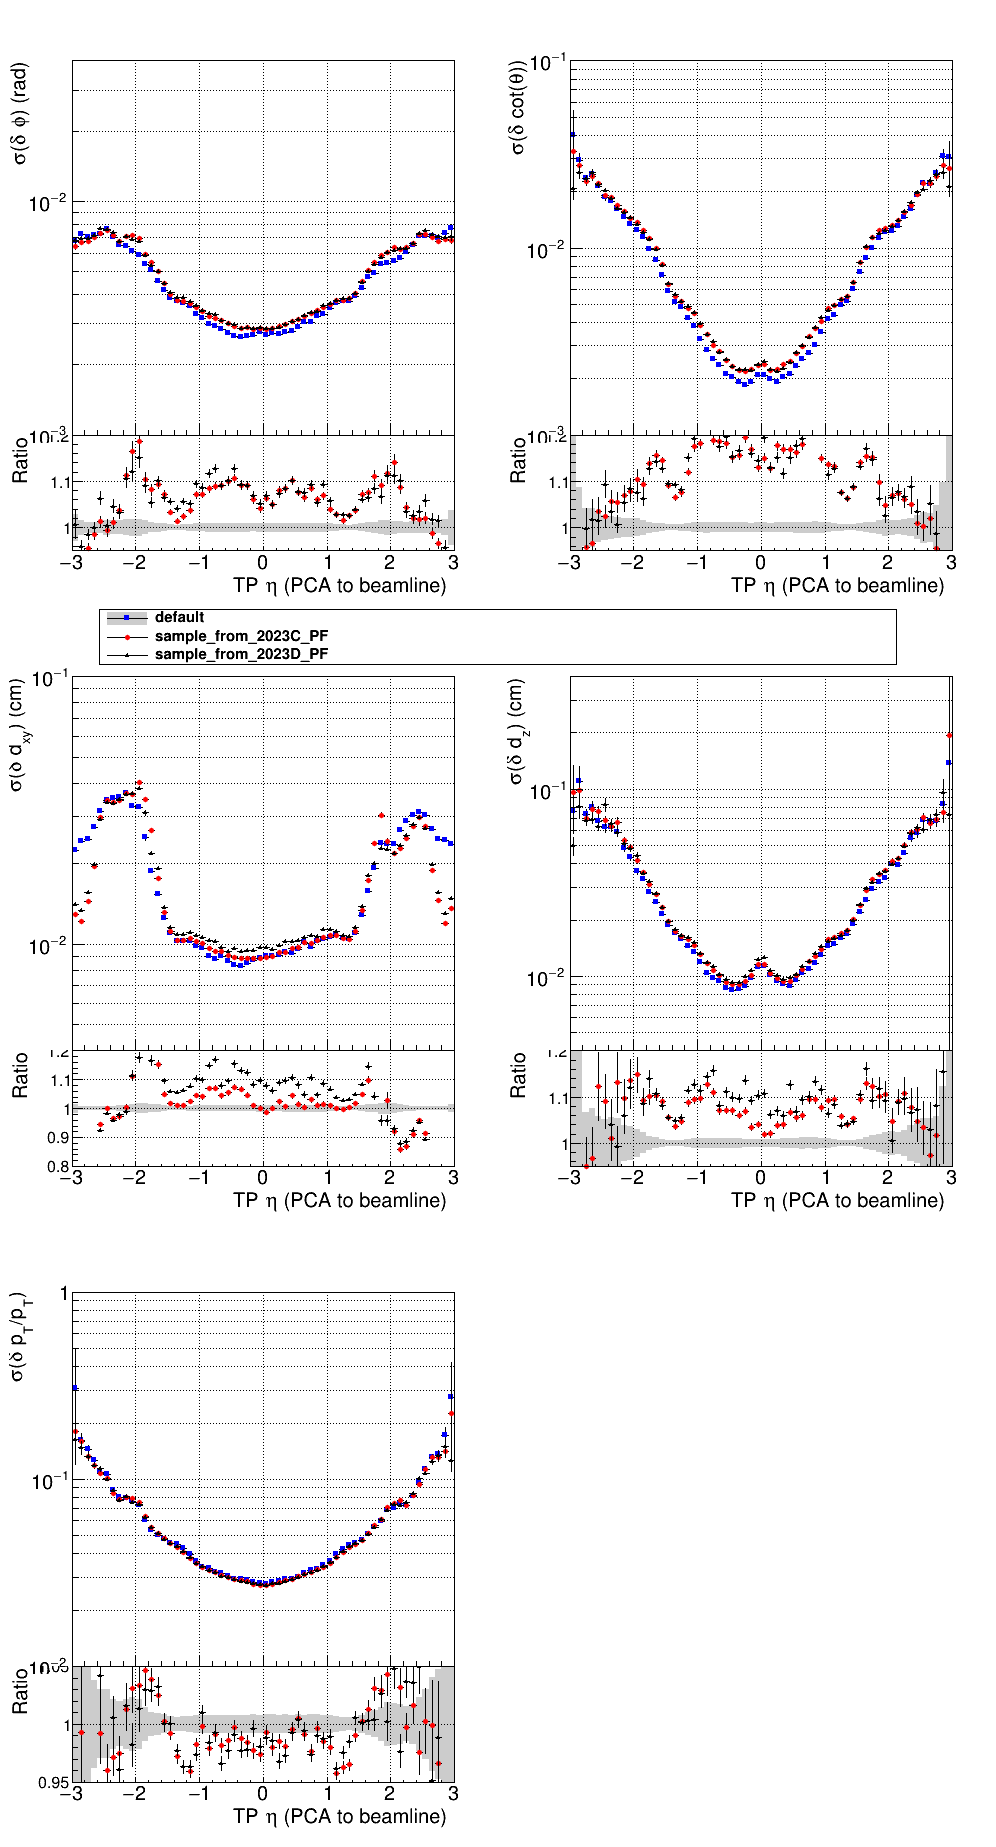 σ(δ φ) (rad)
10⁻²
10⁻³
Ratio
1.2
1.1
1
−3 −2 −1 0 1 2 3
TP η (PCA to beamline)
σ(δ cot(θ))
10⁻¹
10⁻²
10⁻³
Ratio
1.2
1.1
1
−3 −2 −1 0 1 2 3
TP η (PCA to beamline)
default
sample_from_2023C_PF
sample_from_2023D_PF
σ(δ d_xy) (cm)
10⁻¹
10⁻²
Ratio
1.2
1.1
1
0.9
0.8
−3 −2 −1 0 1 2 3
TP η (PCA to beamline)
σ(δ d_z) (cm)
10⁻¹
10⁻²
Ratio
1.2
1.1
1
−3 −2 −1 0 1 2 3
TP η (PCA to beamline)
σ(δ p_T/p_T)
1
10⁻¹
10⁻²
Ratio
1
0.95
−3 −2 −1 0 1 2 3
TP η (PCA to beamline)